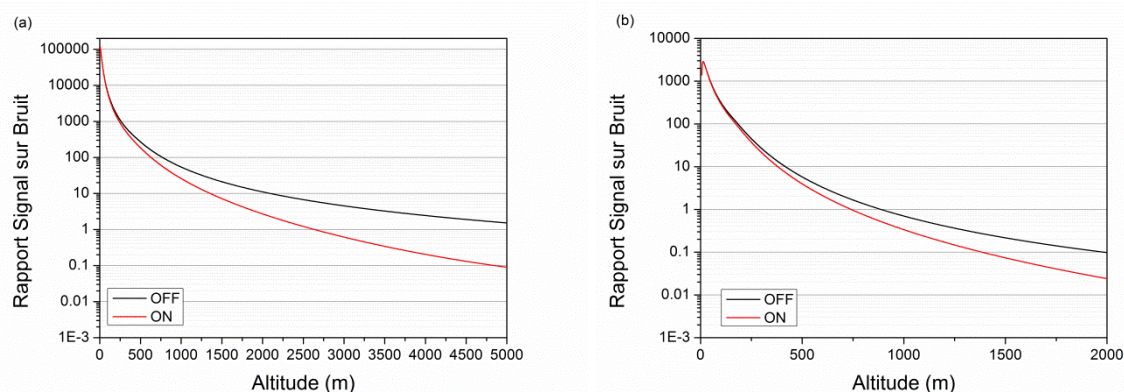 (a)
100000
10000
1000
100
10
1
0.1
0.01
1E-3
Rapport Signal sur Bruit
OFF
ON
0 500 1000 1500 2000 2500 3000 3500 4000 4500 5000
Altitude (m)
(b)
10000
1000
100
10
1
0.1
0.01
1E-3
Rapport Signal sur Bruit
OFF
ON
0 500 1000 1500 2000
Altitude (m)